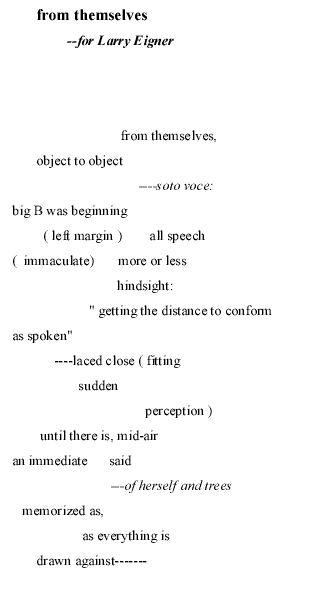 from themselves
--for Larry Eigner
from themselves,
object to object
----soto voce:
big B was beginning
( left margin ) all speech
( immaculate) more or less
hindsight:
" getting the distance to conform
as spoken"
----laced close ( fitting
sudden
perception )
until there is, mid-air
an immediate said
---of herself and trees
memorized as,
as everything is
drawn against-------